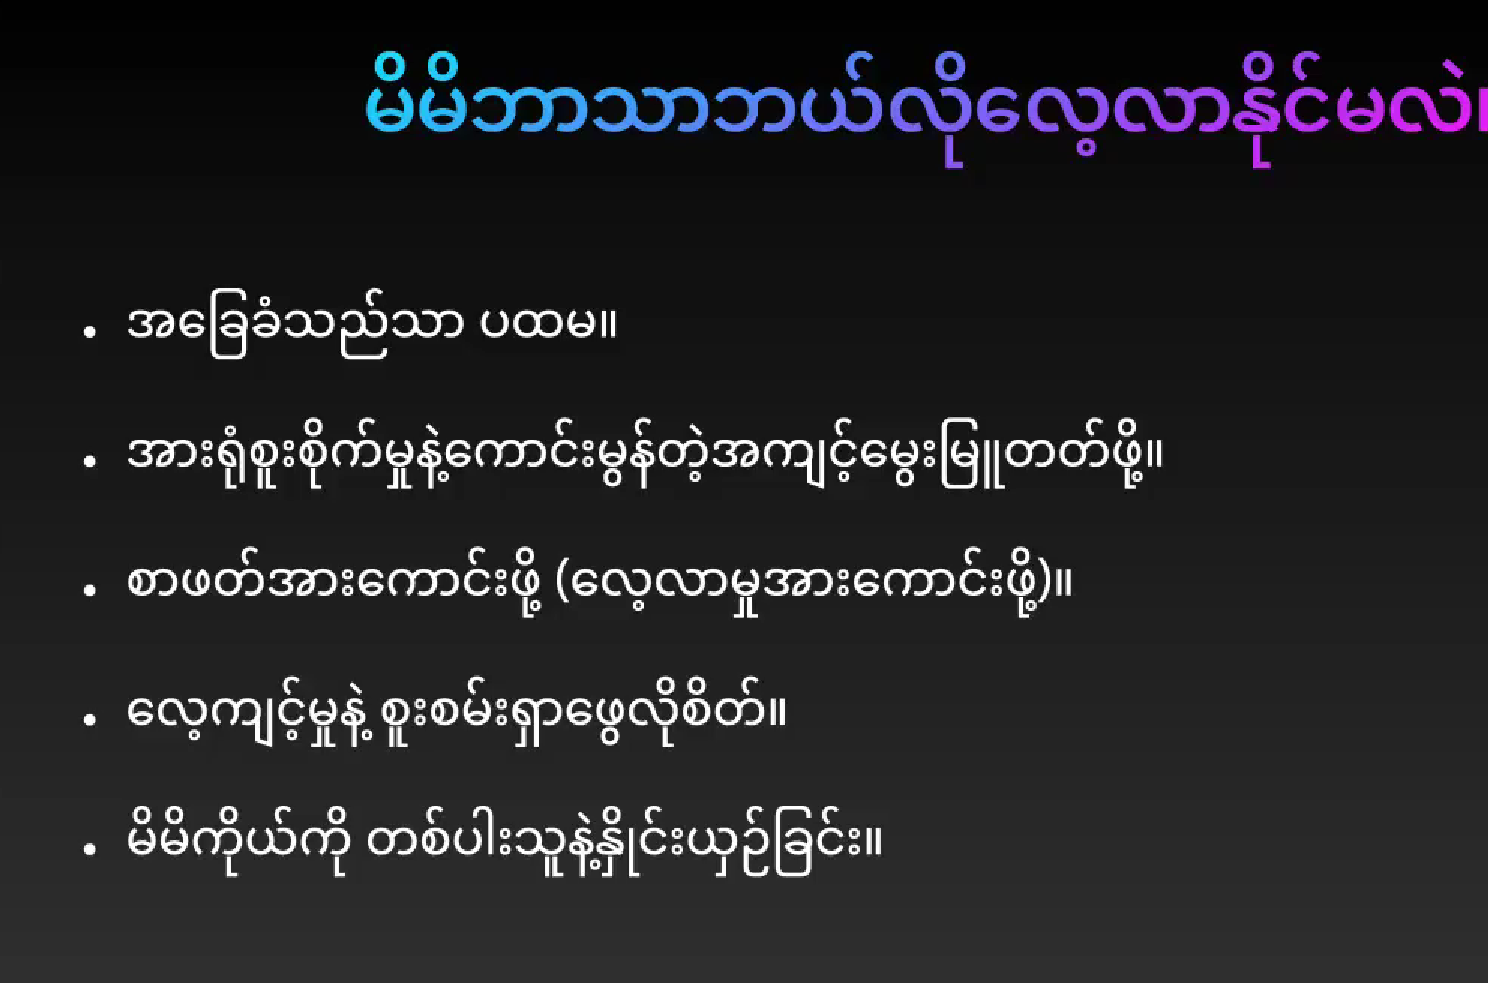 မိမိဘာသာဘယ်လိုလေ့လာနိုင်မလဲ၊
အခြေခံသည်သာ ပထမ။
အာရုံစူးစိုက်မှုနဲ့ကောင်းမွန်တဲ့အကျင့်မွေးမြူတတ်ဖို့။
စာဖတ်အားကောင်းဖို့ (လေ့လာမှုအားကောင်းဖို့)။
လေ့ကျင့်မှုနဲ့ စူးစမ်းရှာဖွေလိုစိတ်။
မိမိကိုယ်ကို တစ်ပါးသူနဲ့နှိုင်းယှဉ်ခြင်း။